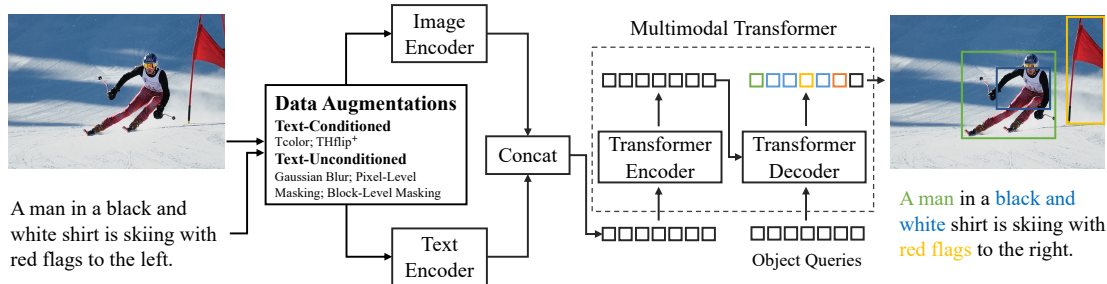 A man in a black and
white shirt is skiing with
red flags to the left.
Image
Encoder
Data Augmentations
Text-Conditioned
Tcolor; THflip⁺
Text-Unconditioned
Gaussian Blur; Pixel-Level
Masking; Block-Level Masking
Text
Encoder
Concat
Multimodal Transformer
Transformer
Encoder
Transformer
Decoder
Object Queries
A man in a black and
white shirt is skiing with
red flags to the right.